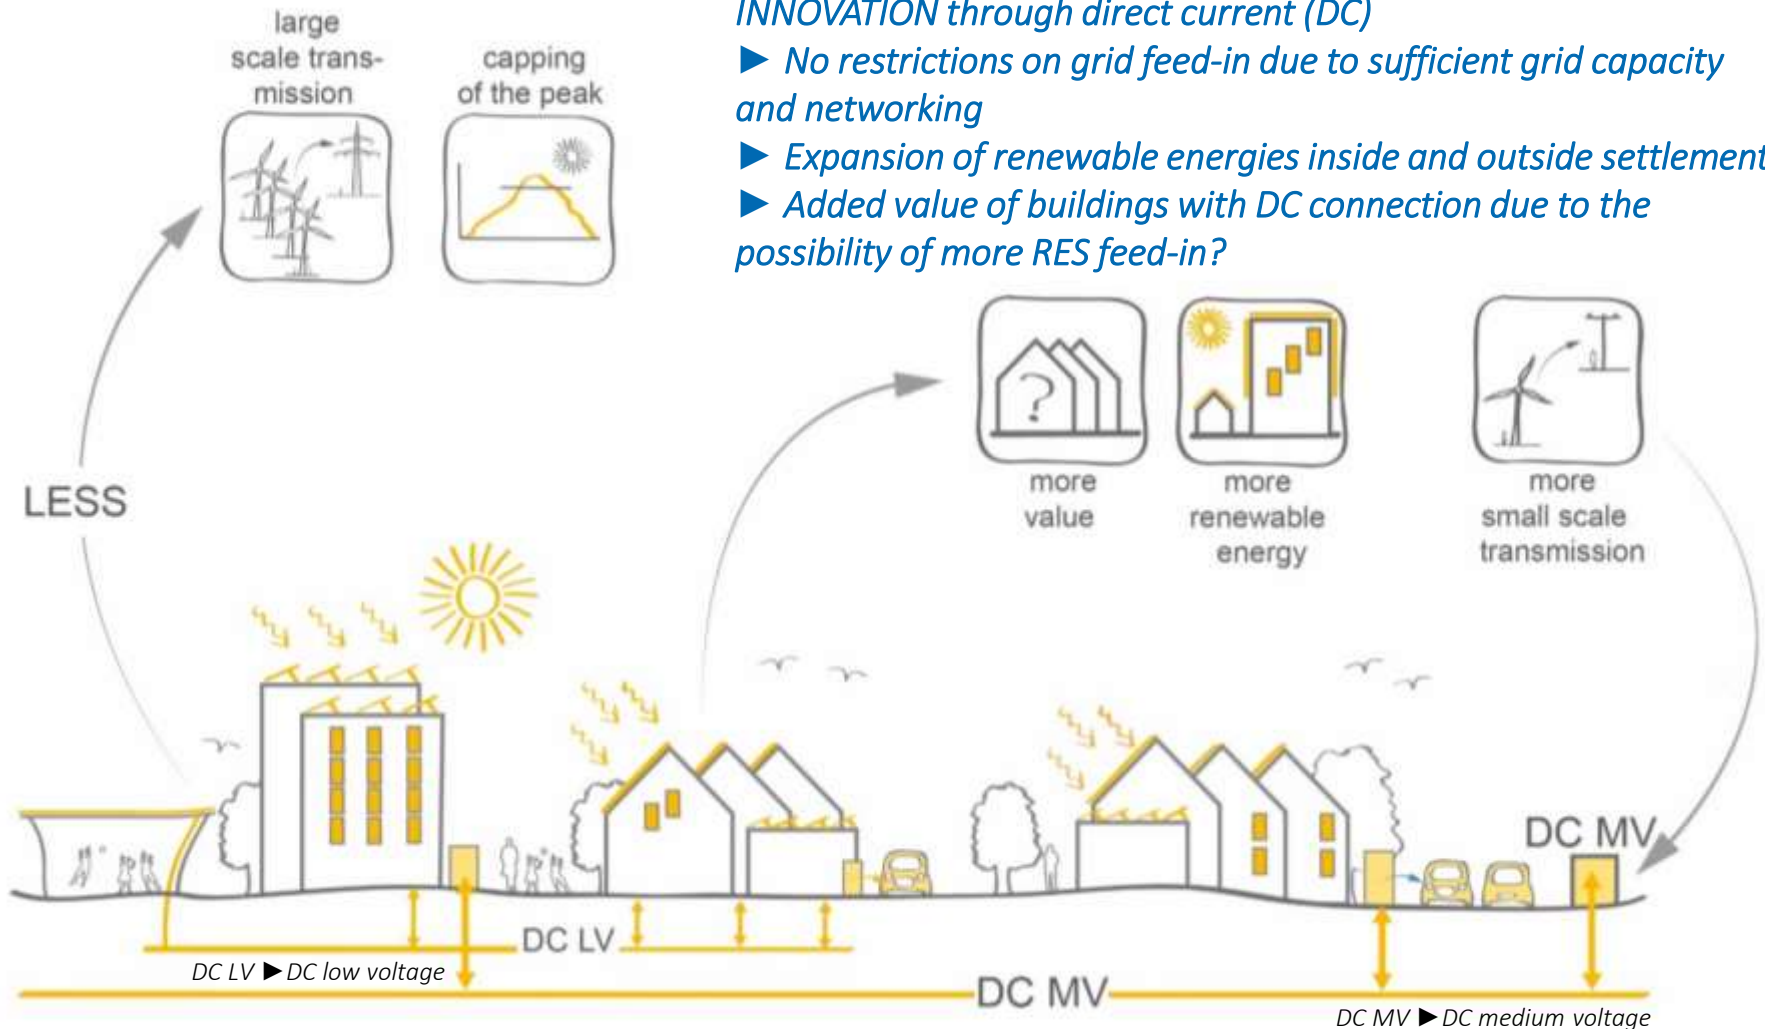 large
scale trans-
mission
capping
of the peak
INNOVATION through direct current (DC)
► No restrictions on grid feed-in due to sufficient grid capacity
and networking
► Expansion of renewable energies inside and outside settlement
► Added value of buildings with DC connection due to the
possibility of more RES feed-in?
?
more
value
more
renewable
energy
more
small scale
transmission
LESS
DC MV
DC LV
DC LV ► DC low voltage
DC MV
DC MV ► DC medium voltage